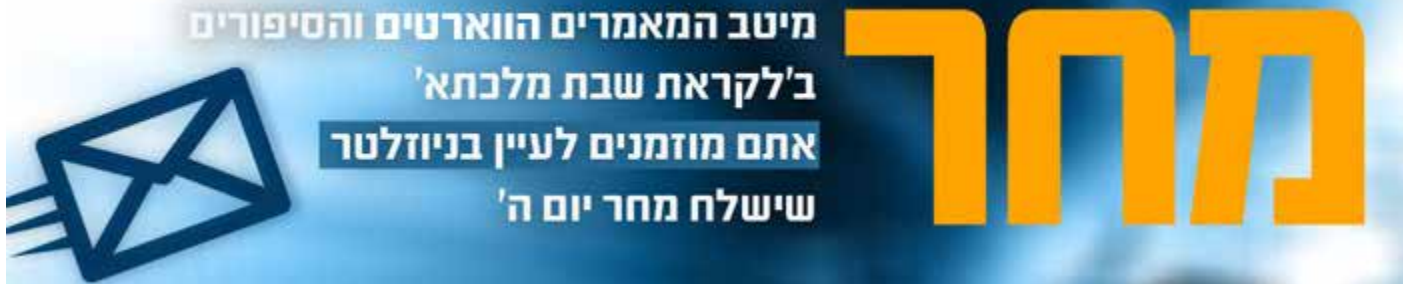 מחר
מיטב המאמרים הווארטים והסיפורים
ב'לקראת שבת מלכתא'
אתם מוזמנים לעיין בניוזלטר
שישלח מחר יום ה'